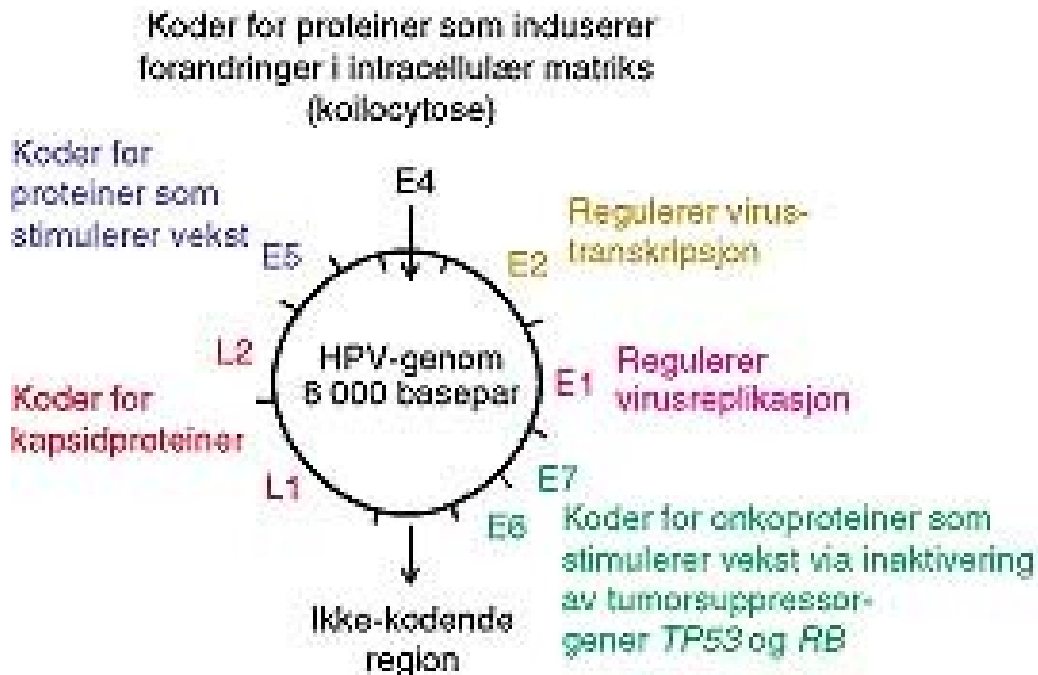 Koder for proteiner som induserer
forandringer i intracellulær matriks
(koilocytose)
Koder for
proteiner som
stimulerer vekst
E4
E5
E2
Regulerer virus-
transkripsjon
L2
HPV-genom
8 000 basepar
E1
Regulerer
virusreplikasjon
Koder for
kapsidproteiner
L1
E7
E6
Koder for onkoproteiner som
stimulerer vekst via inaktivering
av tumorsuppressor-
gener TP53 og RB
Ikke-kodende
region